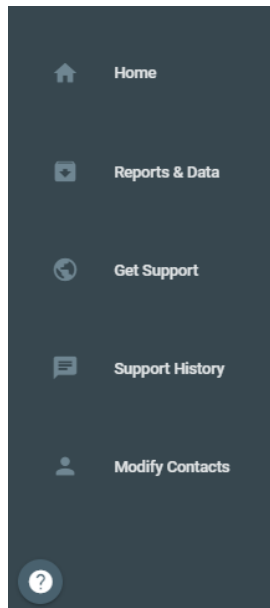 Home
Reports & Data
Get Support
Support History
Modify Contacts
?